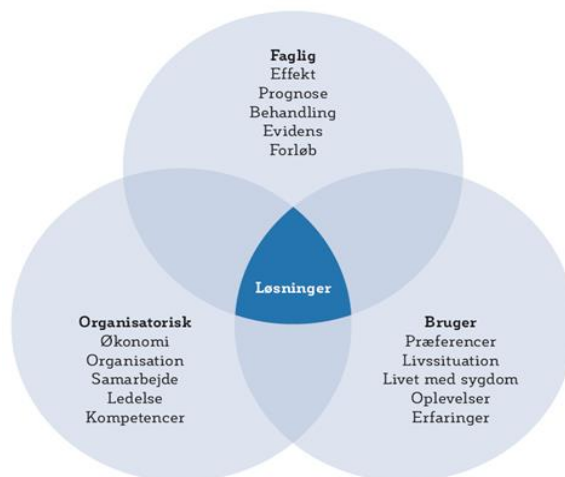 Faglig
Effekt
Prognose
Behandling
Evidens
Forløb
Løsninger
Organisatorisk
Økonomi
Organisation
Samarbejde
Ledelse
Kompetencer
Bruger
Præferencer
Livssituation
Livet med sygdom
Oplevelser
Erfaringer